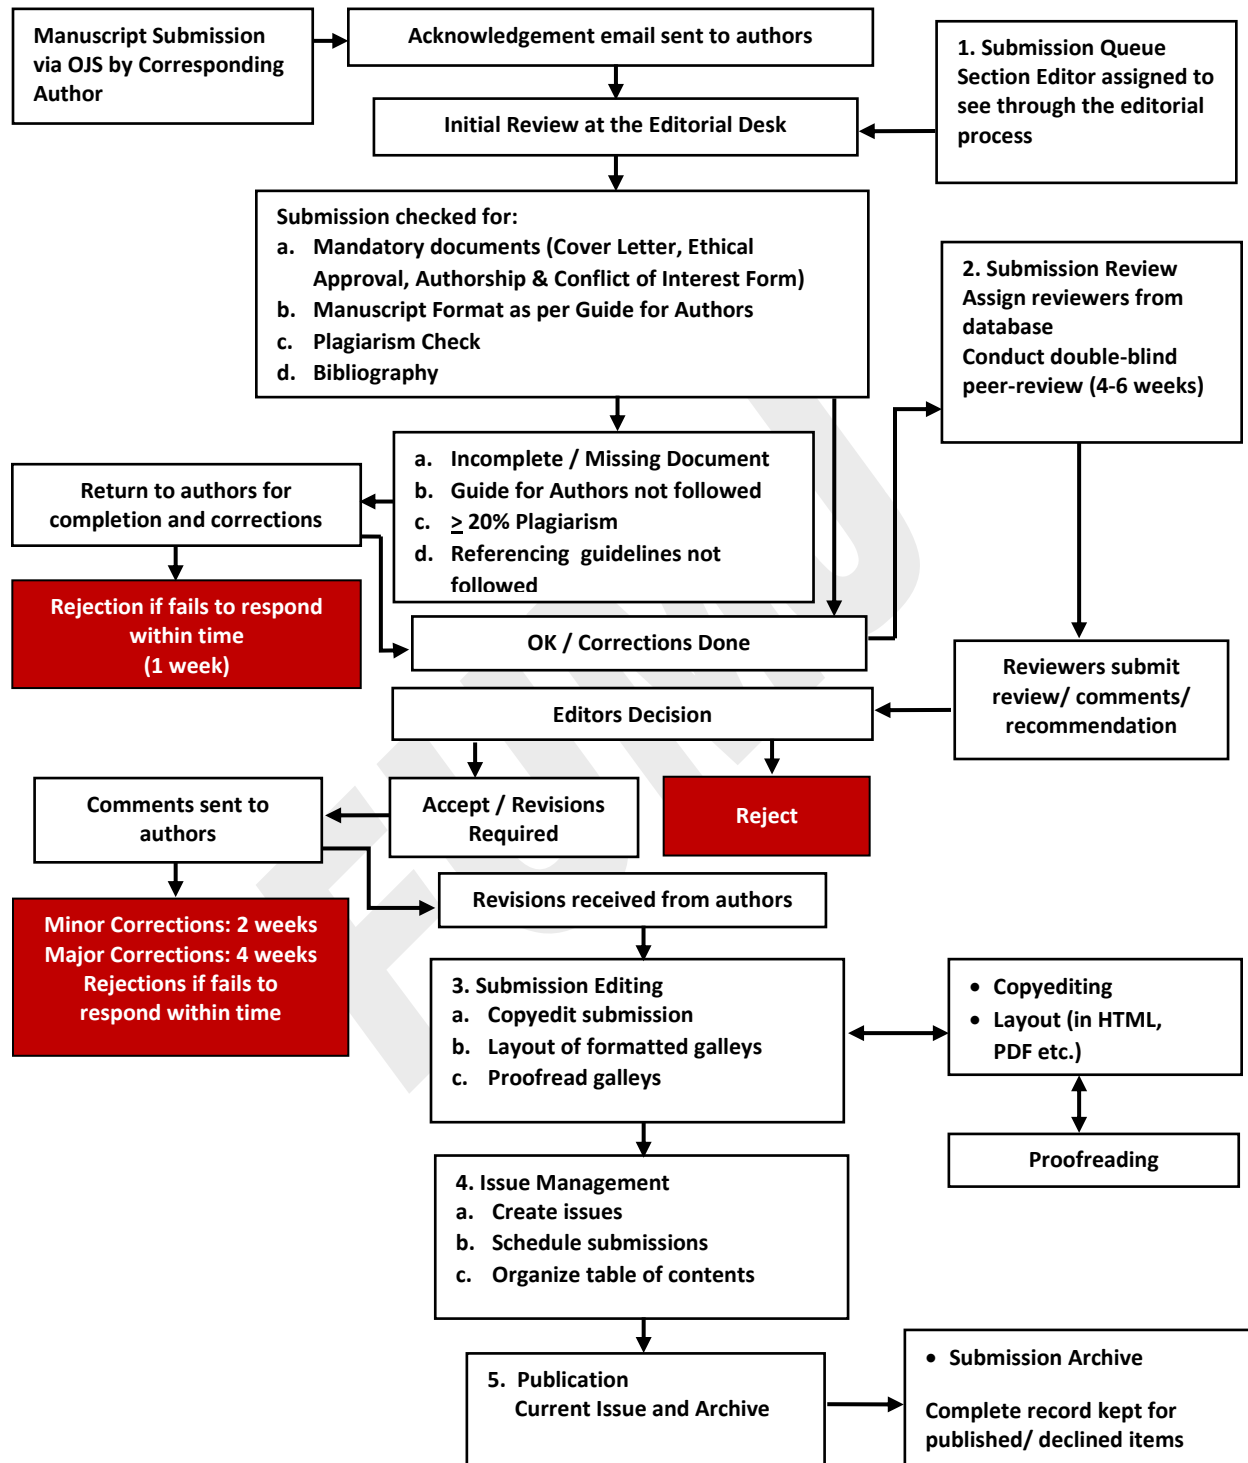 Manuscript Submission
via OJS by Corresponding
Author
Acknowledgement email sent to authors
1. Submission Queue
Section Editor assigned to
see through the editorial
process
Initial Review at the Editorial Desk
Submission checked for:
a. Mandatory documents (Cover Letter, Ethical
Approval, Authorship & Conflict of Interest Form)
b. Manuscript Format as per Guide for Authors
c. Plagiarism Check
d. Bibliography
2. Submission Review
Assign reviewers from
database
Conduct double-blind
peer-review (4-6 weeks)
a. Incomplete / Missing Document
b. Guide for Authors not followed
c. ≥ 20% Plagiarism
d. Referencing guidelines not
followed
Return to authors for
completion and corrections
Rejection if fails to respond
within time
(1 week)
OK / Corrections Done
Reviewers submit
review/ comments/
recommendation
Editors Decision
Accept / Revisions
Required
Reject
Comments sent to
authors
Minor Corrections: 2 weeks
Major Corrections: 4 weeks
Rejections if fails to
respond within time
Revisions received from authors
3. Submission Editing
a. Copyedit submission
b. Layout of formatted galleys
c. Proofread galleys
• Copyediting
• Layout (in HTML,
PDF etc.)
Proofreading
4. Issue Management
a. Create issues
b. Schedule submissions
c. Organize table of contents
5. Publication
Current Issue and Archive
• Submission Archive
Complete record kept for
published/ declined items
FUMJ